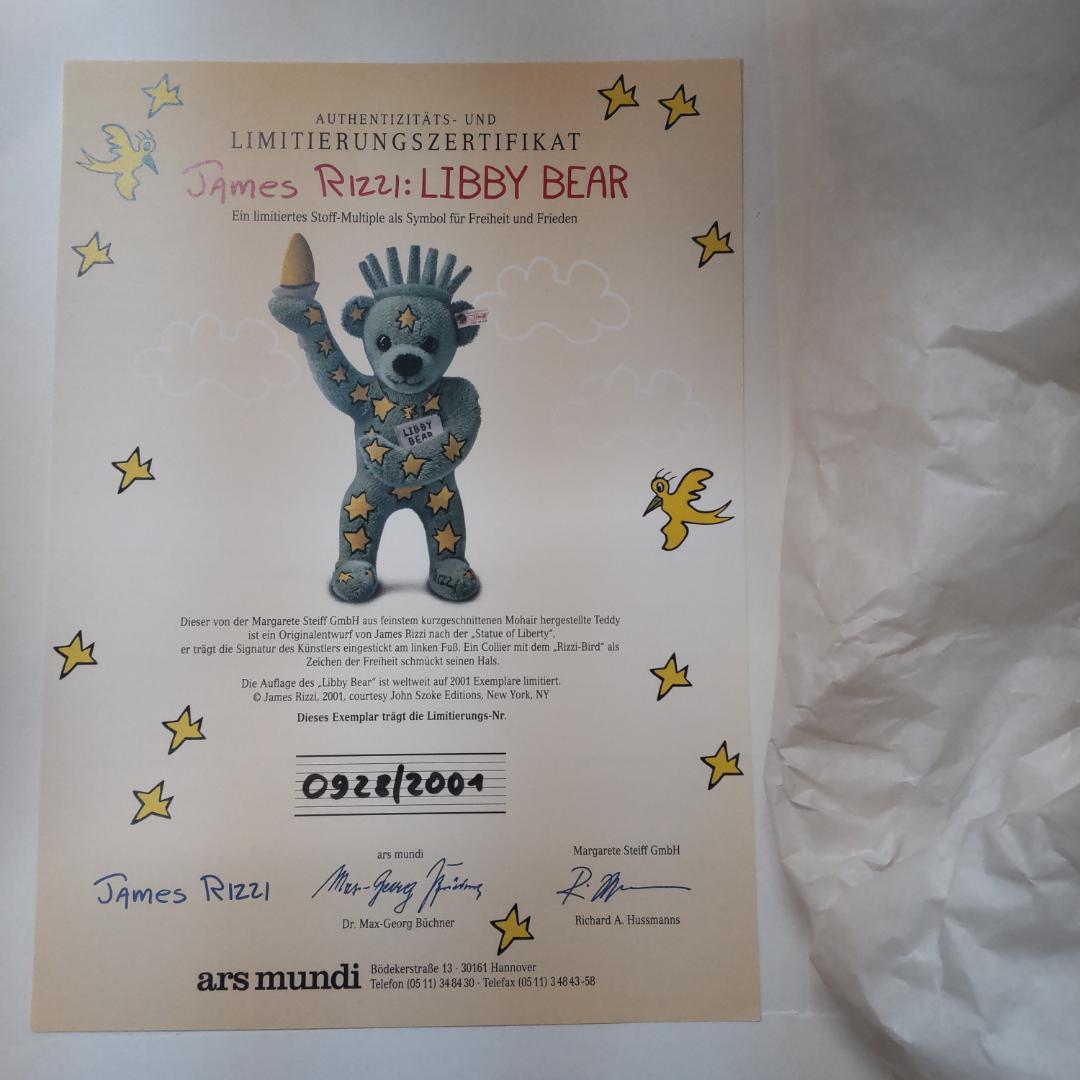 AUTHENTIZITÄTS- UND
LIMITIERUNGSZERTIFIKAT
JAMES RIZZI: LIBBY BEAR
Ein limitiertes Stoff-Multiple als Symbol für Freiheit und Frieden
LIBBY
BEAR
Dieser von der Margarete Steiff GmbH aus feinstem kurzgeschnittenen Mohair hergestellte Teddy
ist ein Originalentwurf von James Rizzi nach der „Statue of Liberty“,
er trägt die Signatur des Künstlers eingestickt am linken Fuß. Ein Collier mit dem „Rizzi-Bird“ als
Zeichen der Freiheit schmückt seinen Hals.
Die Auflage des „Libby Bear“ ist weltweit auf 2001 Exemplare limitiert.
© James Rizzi, 2001, courtesy John Szoke Editions, New York, NY
Dieses Exemplar trägt die Limitierungs-Nr.
0928/2001
ars mundi
Margarete Steiff GmbH
JAMES RIZZI
Dr. Max-Georg Büchner
Richard A. Hussmanns
ars mundi
Bödekerstraße 13 · 30161 Hannover
Telefon (05 11) 34 84 30 · Telefax (05 11) 3 48 43-58